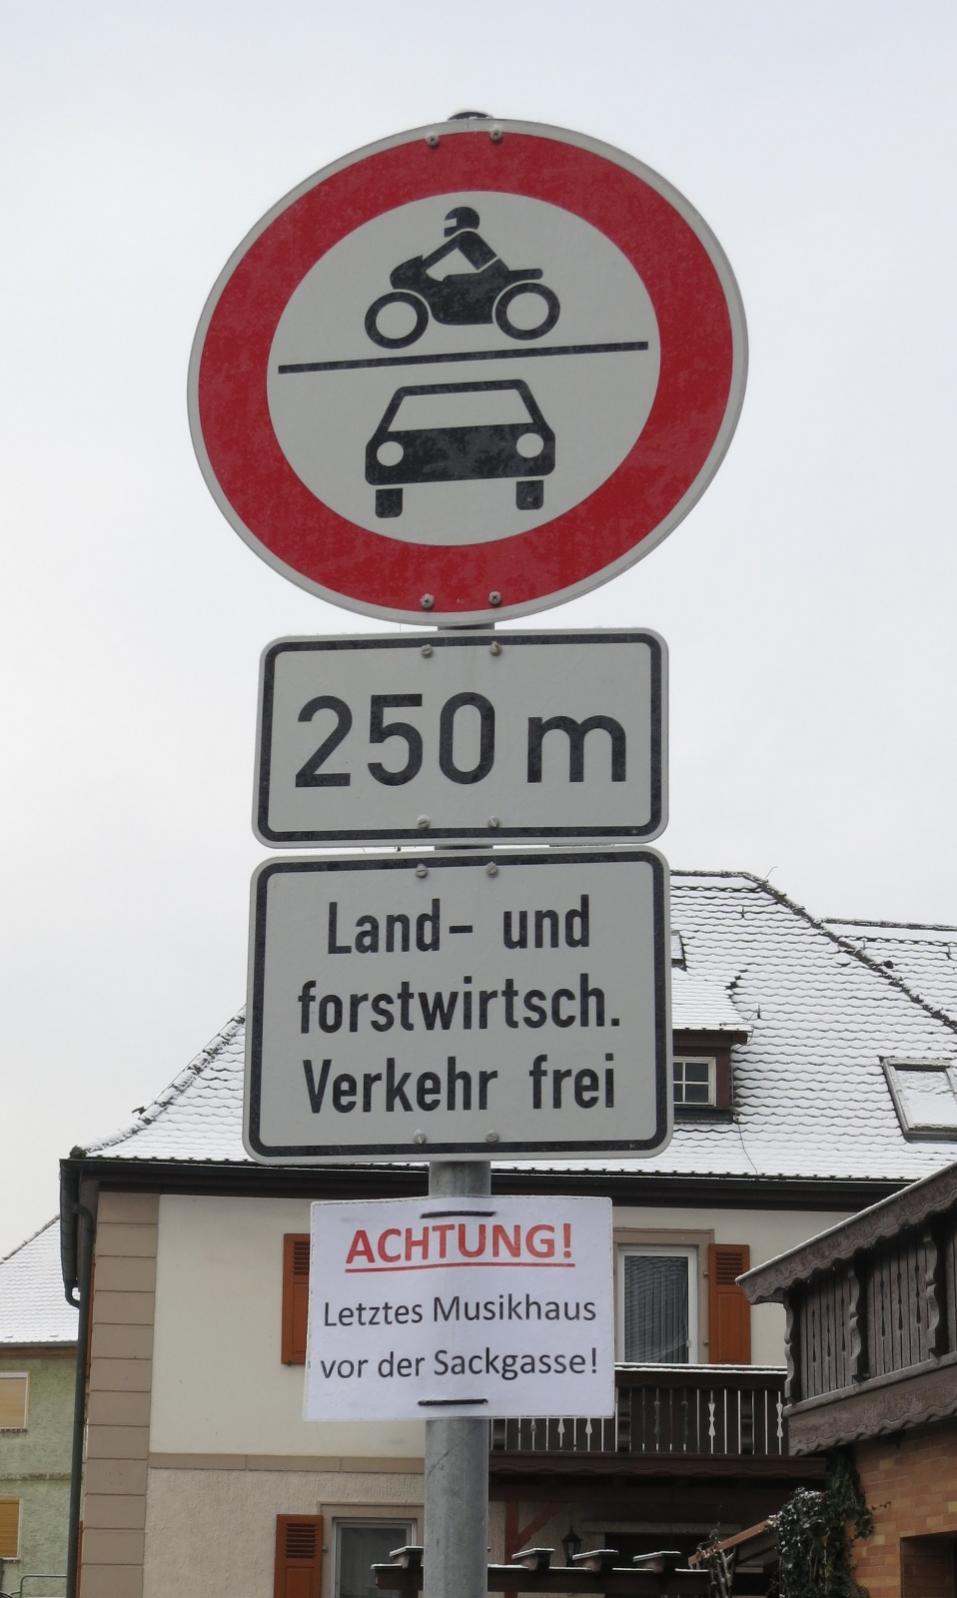 250 m
Land- und
forstwirtsch.
Verkehr frei
ACHTUNG!
Letztes Musikhaus
vor der Sackgasse!